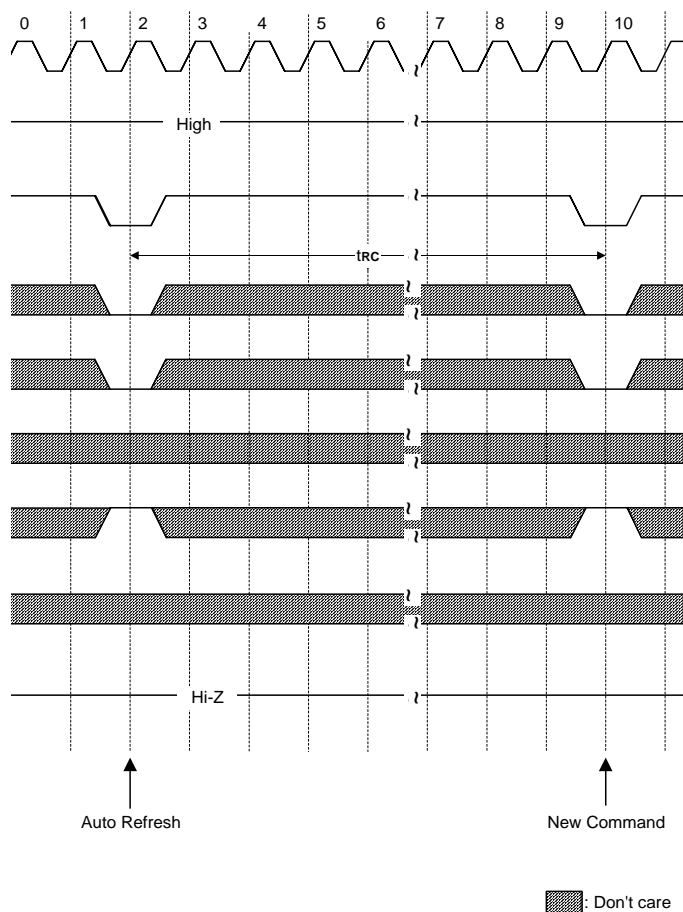 0 1 2 3 4 5 6 7 8 9 10
High
tRC
Hi-Z
Auto Refresh New Command
: Don't care